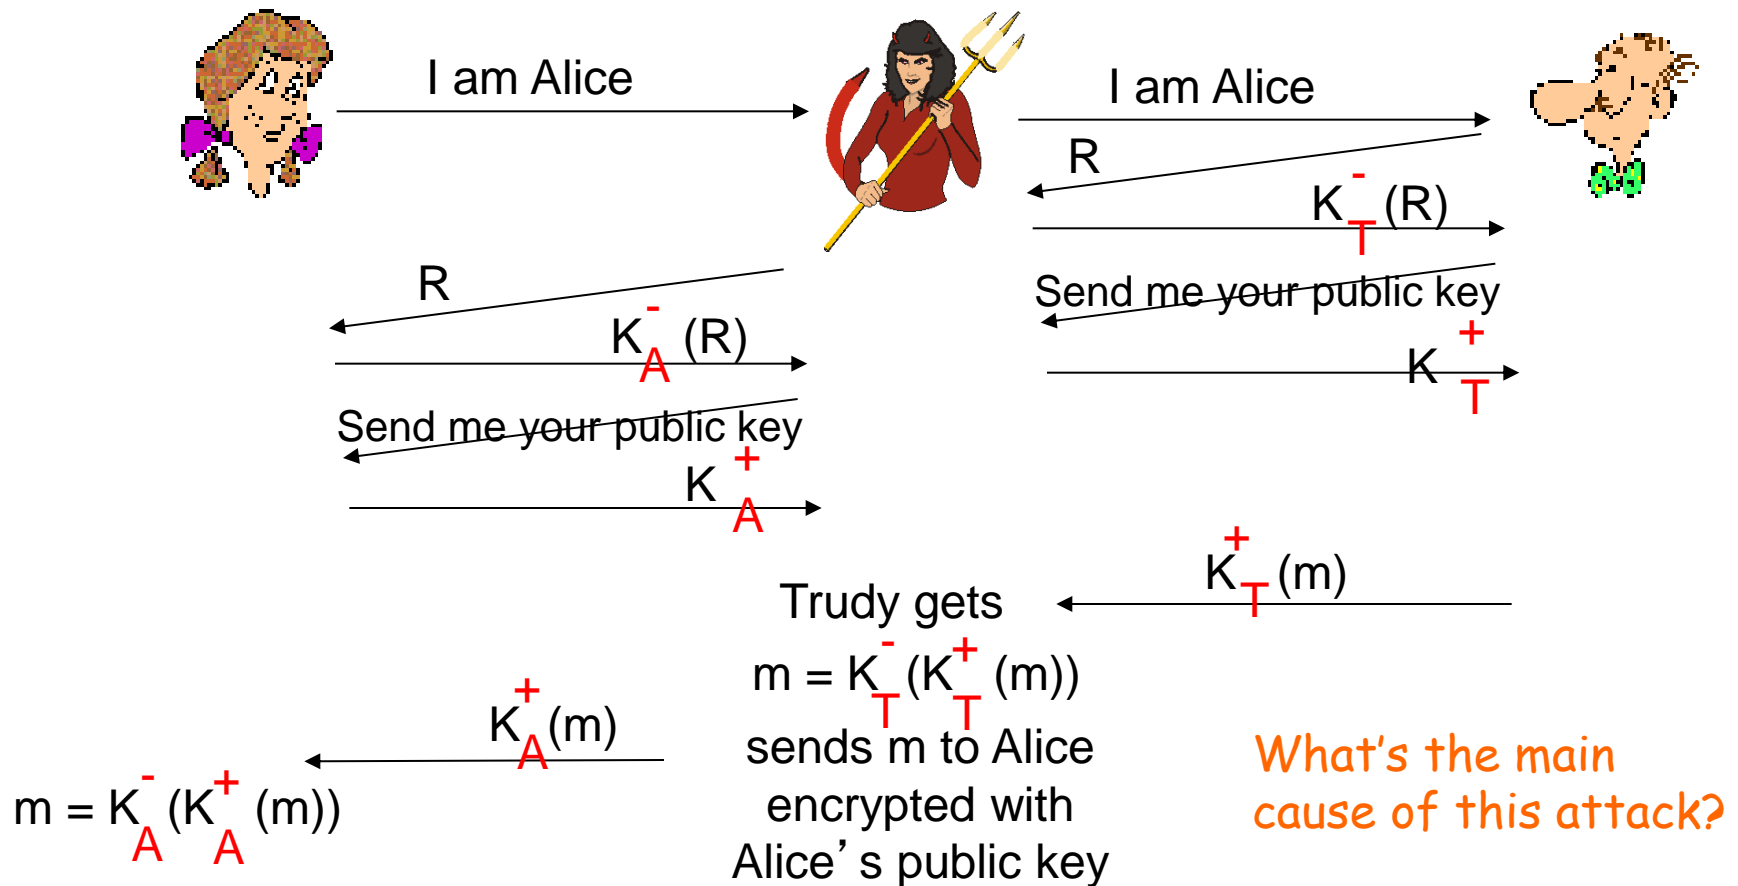 I am Alice
I am Alice
R
K-T (R)
R
Send me your public key
K-A (R)
K+T
Send me your public key
K+A
K+T (m)
Trudy gets
m = K-T (K+T (m))
K+A (m)
sends m to Alice
encrypted with
Alice's public key
m = K-A (K+A (m))
What's the main
cause of this attack?